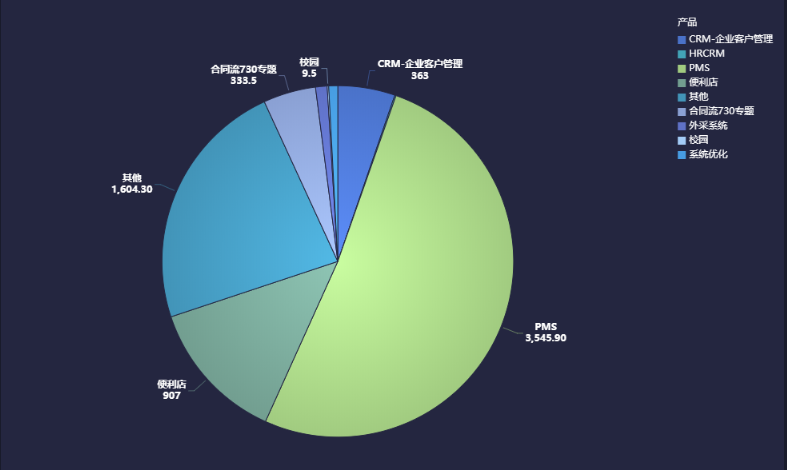 产品
CRM-企业客户管理
HRCRM
PMS
便利店
其他
合同流730专题
外采系统
校园
系统优化
校园
9.5
CRM-企业客户管理
363
合同流730专题
333.5
其他
1,604.30
PMS
3,545.90
便利店
907